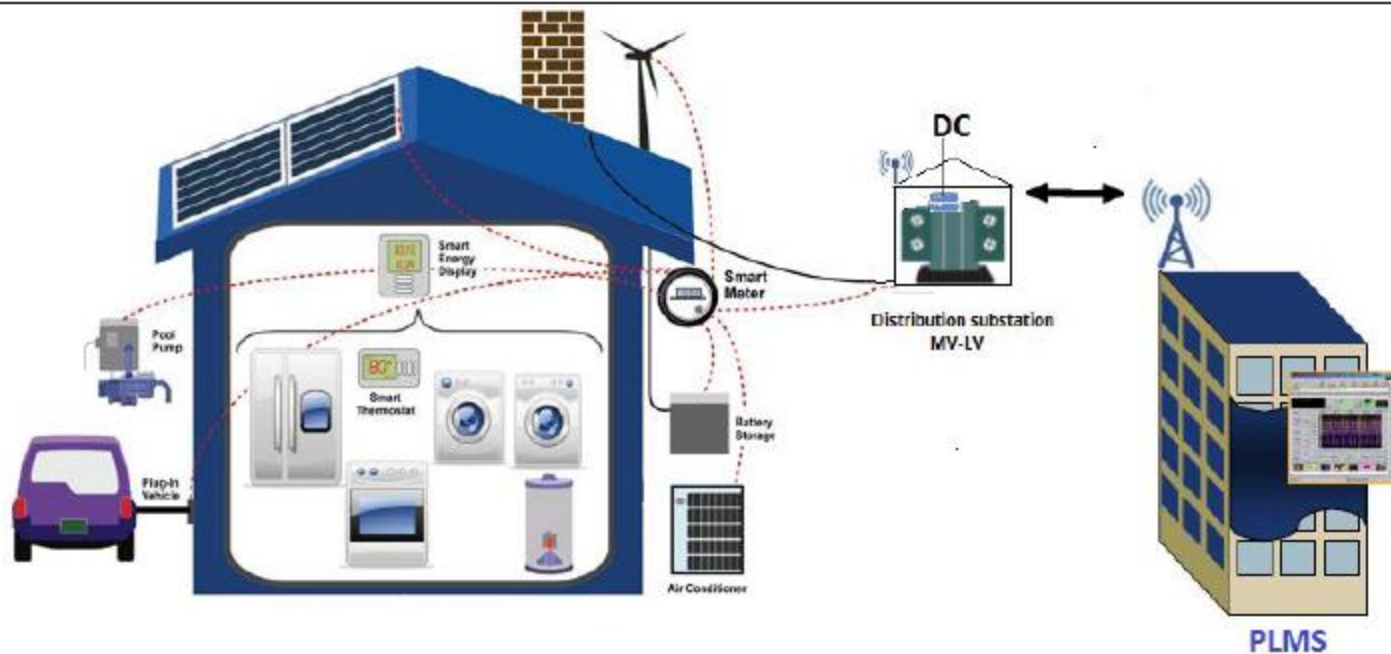 DC
Smart
Energy
Display
Smart
Meter
Distribution substation
MV-LV
Pool
Pump
80°
Smart
Thermostat
Battery
Storage
Plug-In
Vehicle
Air Conditioner
PLMS